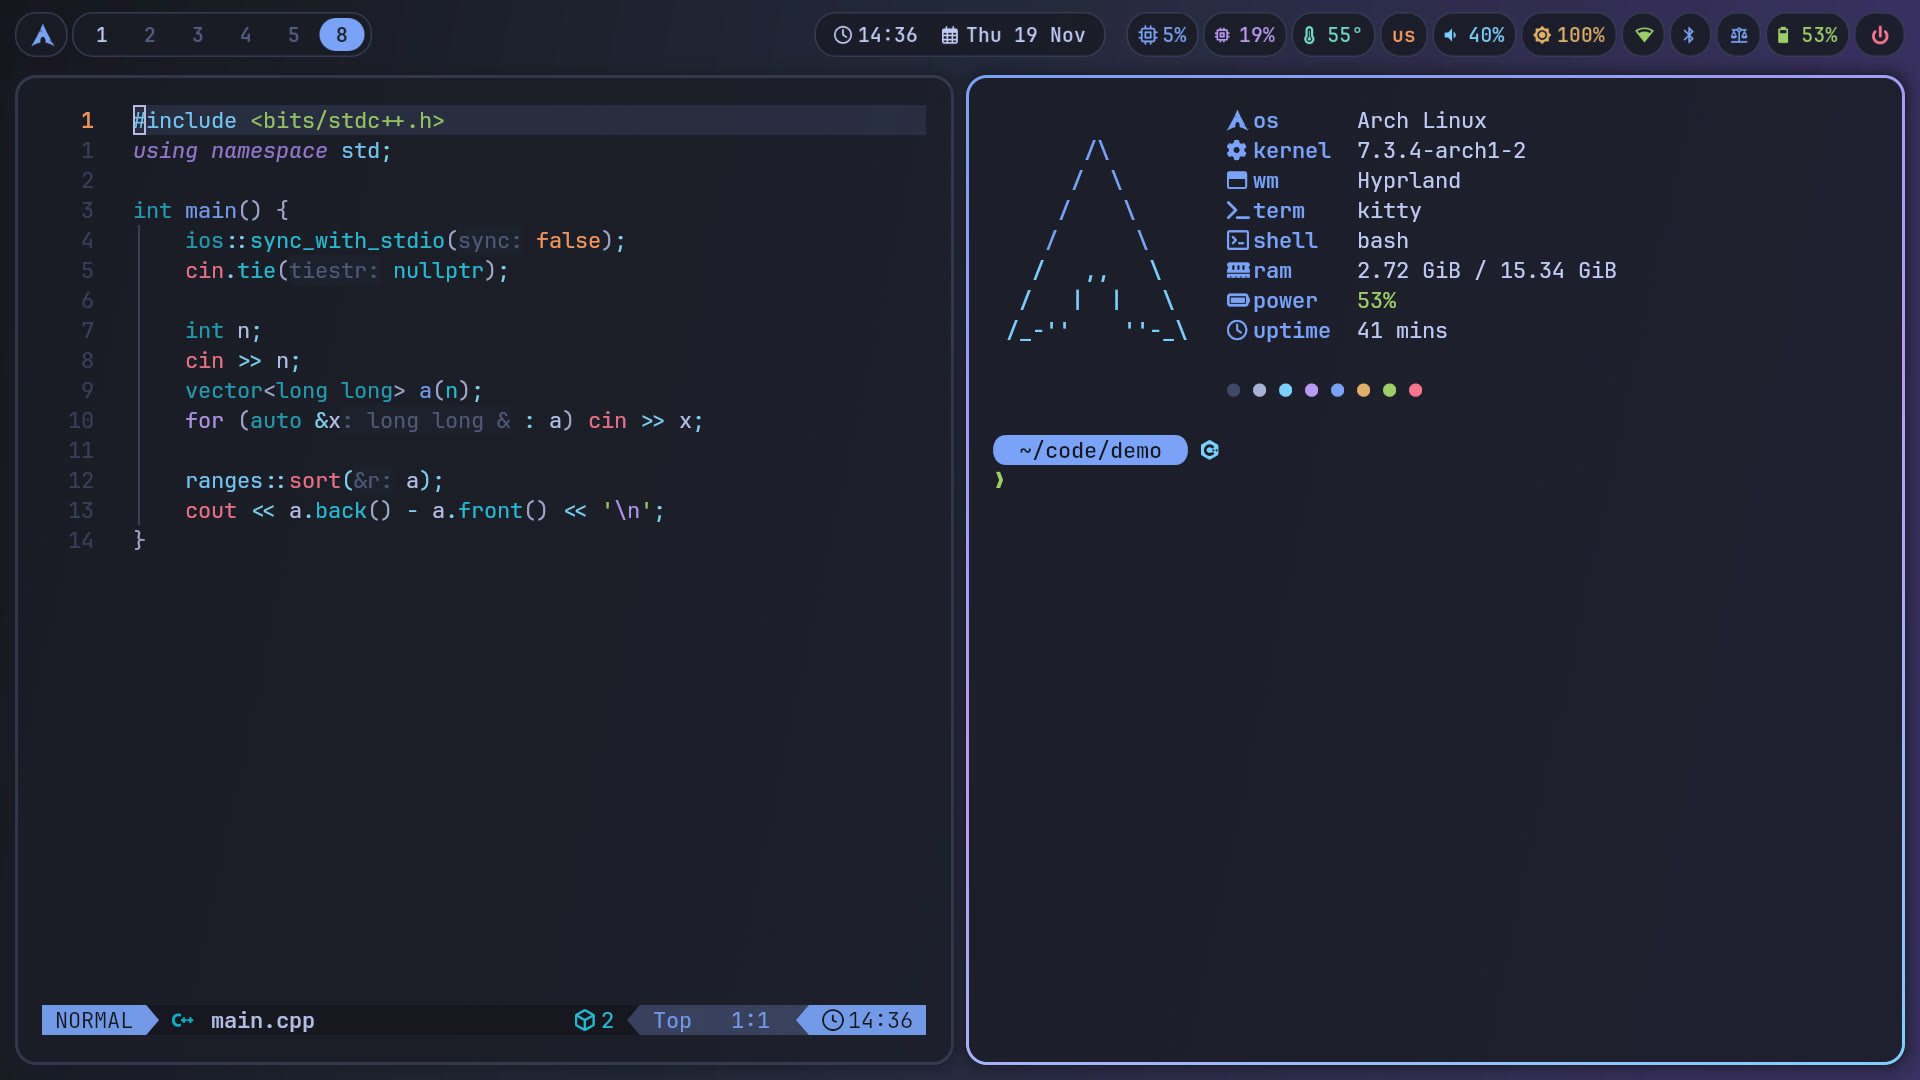 1 2 3 4 5 8 14:36 Thu 19 Nov 5% 19% 55° US 40% 100% 53%
1 #include <bits/stdc++.h>
1 using namespace std;
2
3 int main() {
4 ios::sync_with_stdio(sync: false);
5 cin.tie(tiestr: nullptr);
6
7 int n;
8 cin >> n;
9 vector<long long> a(n);
10 for (auto &x: long long & : a) cin >> x;
11
12 ranges::sort(&r: a);
13 cout << a.back() - a.front() << '\n';
14 }
NORMAL C++ main.cpp 2 Top 1:1 14:36
os Arch Linux
/\ kernel 7.3.4-arch1-2
/  \ wm Hyprland
/    \ term kitty
/      \ shell bash
/   ,,   \ ram 2.72 GiB / 15.34 GiB
/   |  |   \ power 53%
/_-''    ''-_\ uptime 41 mins
~/code/demo
❱